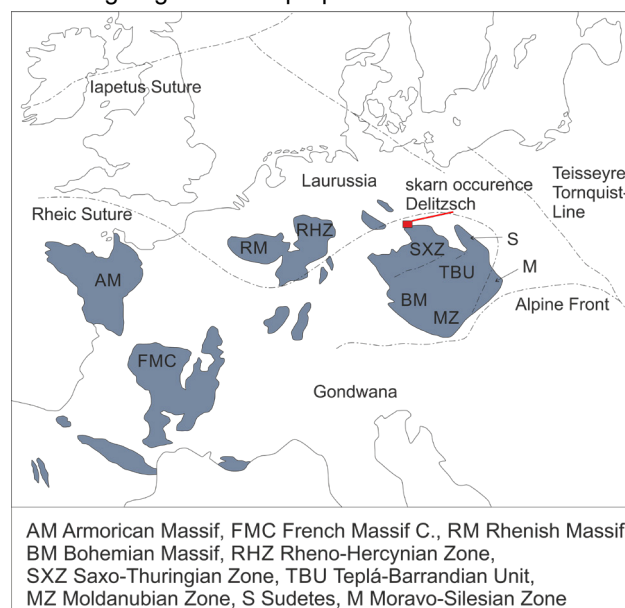 Iapetus Suture
Laurussia
skarn occurence
Delitzsch
Teisseyre
Tornquist-
Line
Rheic Suture
RHZ
RM
SXZ
S
TBU
M
AM
BM
MZ
Alpine Front
FMC
Gondwana
AM Armorican Massif, FMC French Massif C., RM Rhenish Massif
BM Bohemian Massif, RHZ Rheno-Hercynian Zone,
SXZ Saxo-Thuringian Zone, TBU Teplá-Barrandian Unit,
MZ Moldanubian Zone, S Sudetes, M Moravo-Silesian Zone